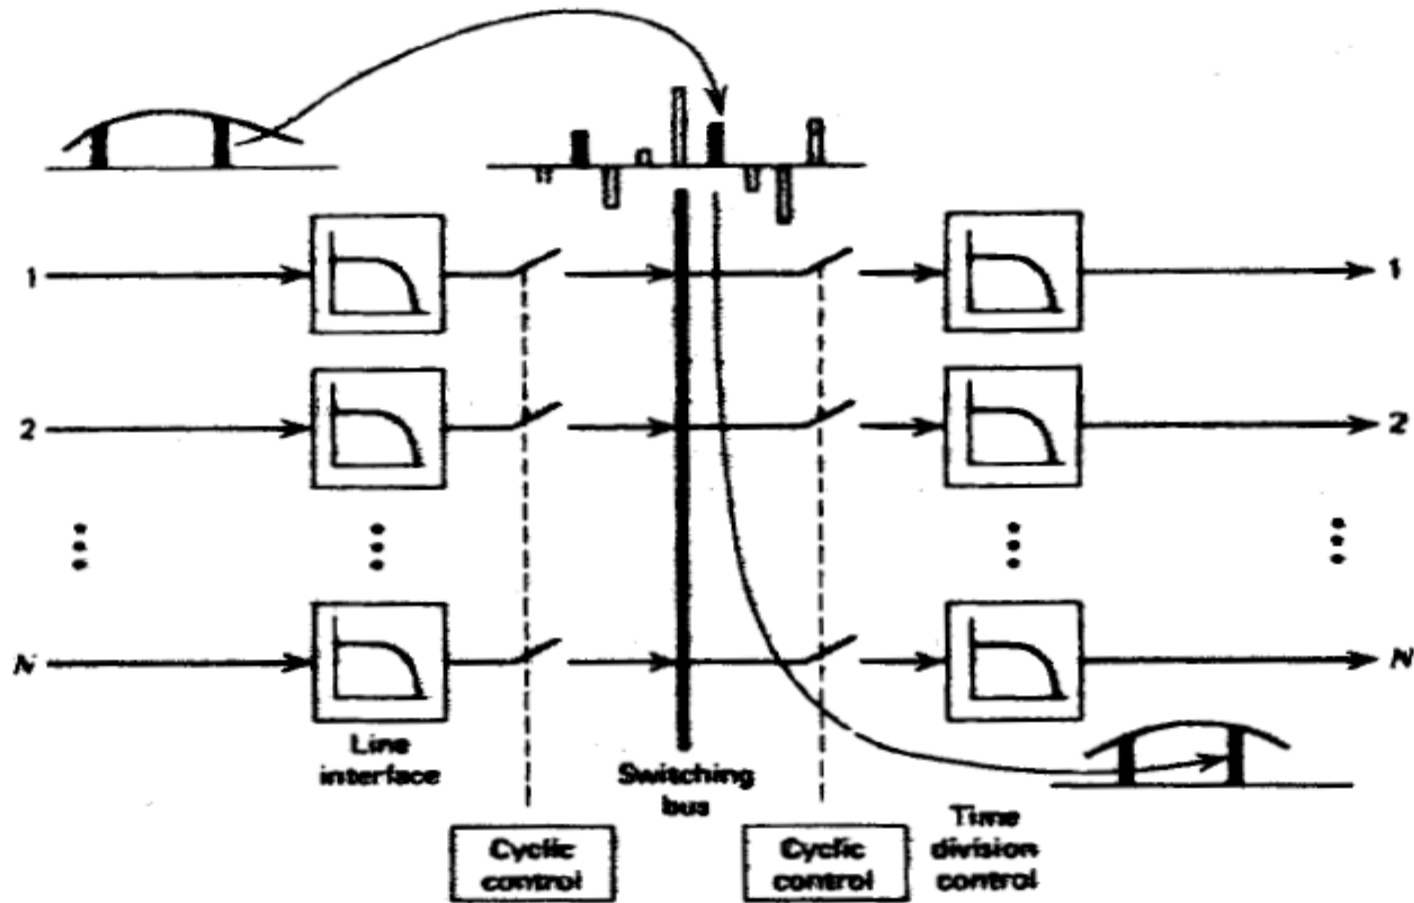 1
1
2
2
N
N
Line
interface
Switching
bus
Cyclic
control
Cyclic
control
Time
division
control